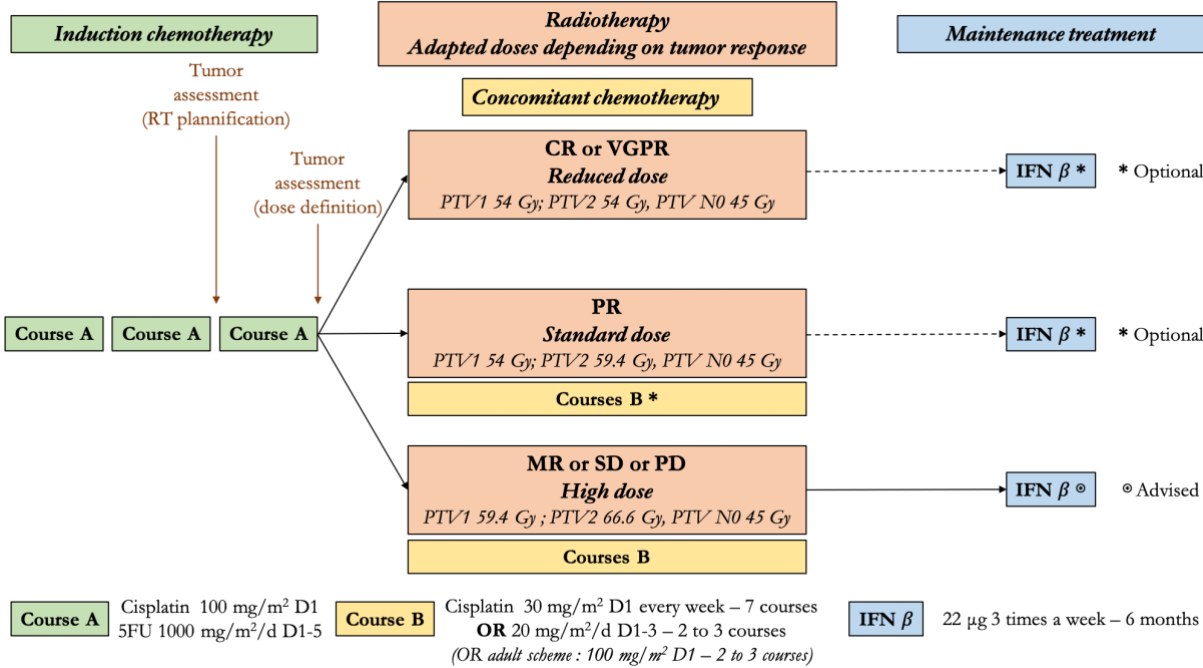 Induction chemotherapy
Radiotherapy
Adapted doses depending on tumor response
Maintenance treatment
Concomitant chemotherapy
Tumor
assessment
(RT plannification)
Tumor
assessment
(dose definition)
CR or VGPR
Reduced dose
PTV1 54 Gy; PTV2 54 Gy, PTV N0 45 Gy
IFN β *
* Optional
Course A
Course A
Course A
PR
Standard dose
PTV1 54 Gy; PTV2 59.4 Gy, PTV N0 45 Gy
Courses B *
IFN β *
* Optional
MR or SD or PD
High dose
PTV1 59.4 Gy ; PTV2 66.6 Gy, PTV N0 45 Gy
Courses B
IFN β ⊙
⊙ Advised
Course A
Cisplatin 100 mg/m² D1
5FU 1000 mg/m²/d D1-5
Course B
Cisplatin 30 mg/m² D1 every week – 7 courses
OR 20 mg/m²/d D1-3 – 2 to 3 courses
(OR adult scheme : 100 mg/m² D1 – 2 to 3 courses)
IFN β
22 µg 3 times a week – 6 months